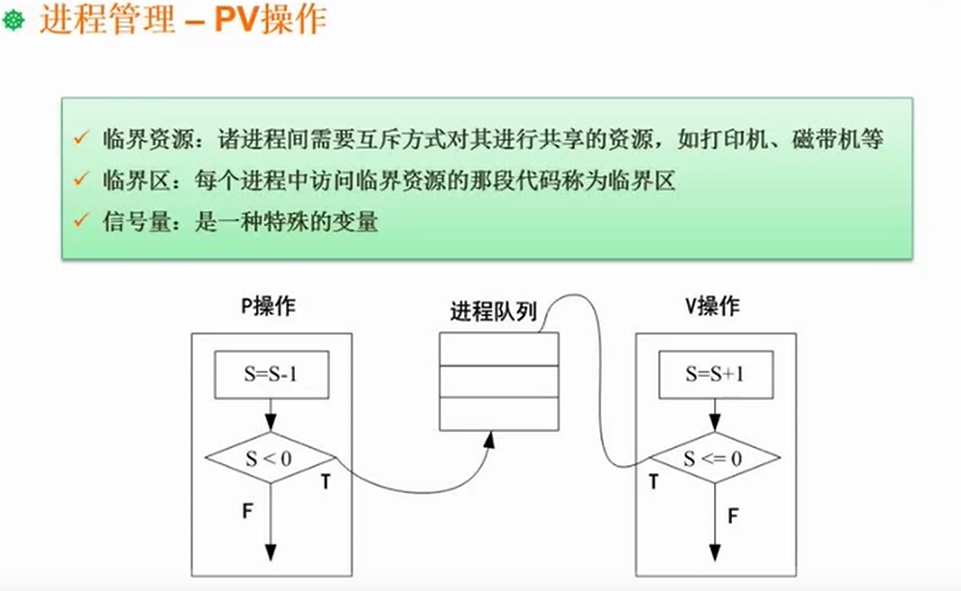 进程管理 – PV操作
临界资源：诸进程间需要互斥方式对其进行共享的资源，如打印机、磁带机等
临界区：每个进程中访问临界资源的那段代码称为临界区
信号量：是一种特殊的变量
P操作
进程队列
V操作
S=S-1
S=S+1
S < 0
S <= 0
T
T
F
F